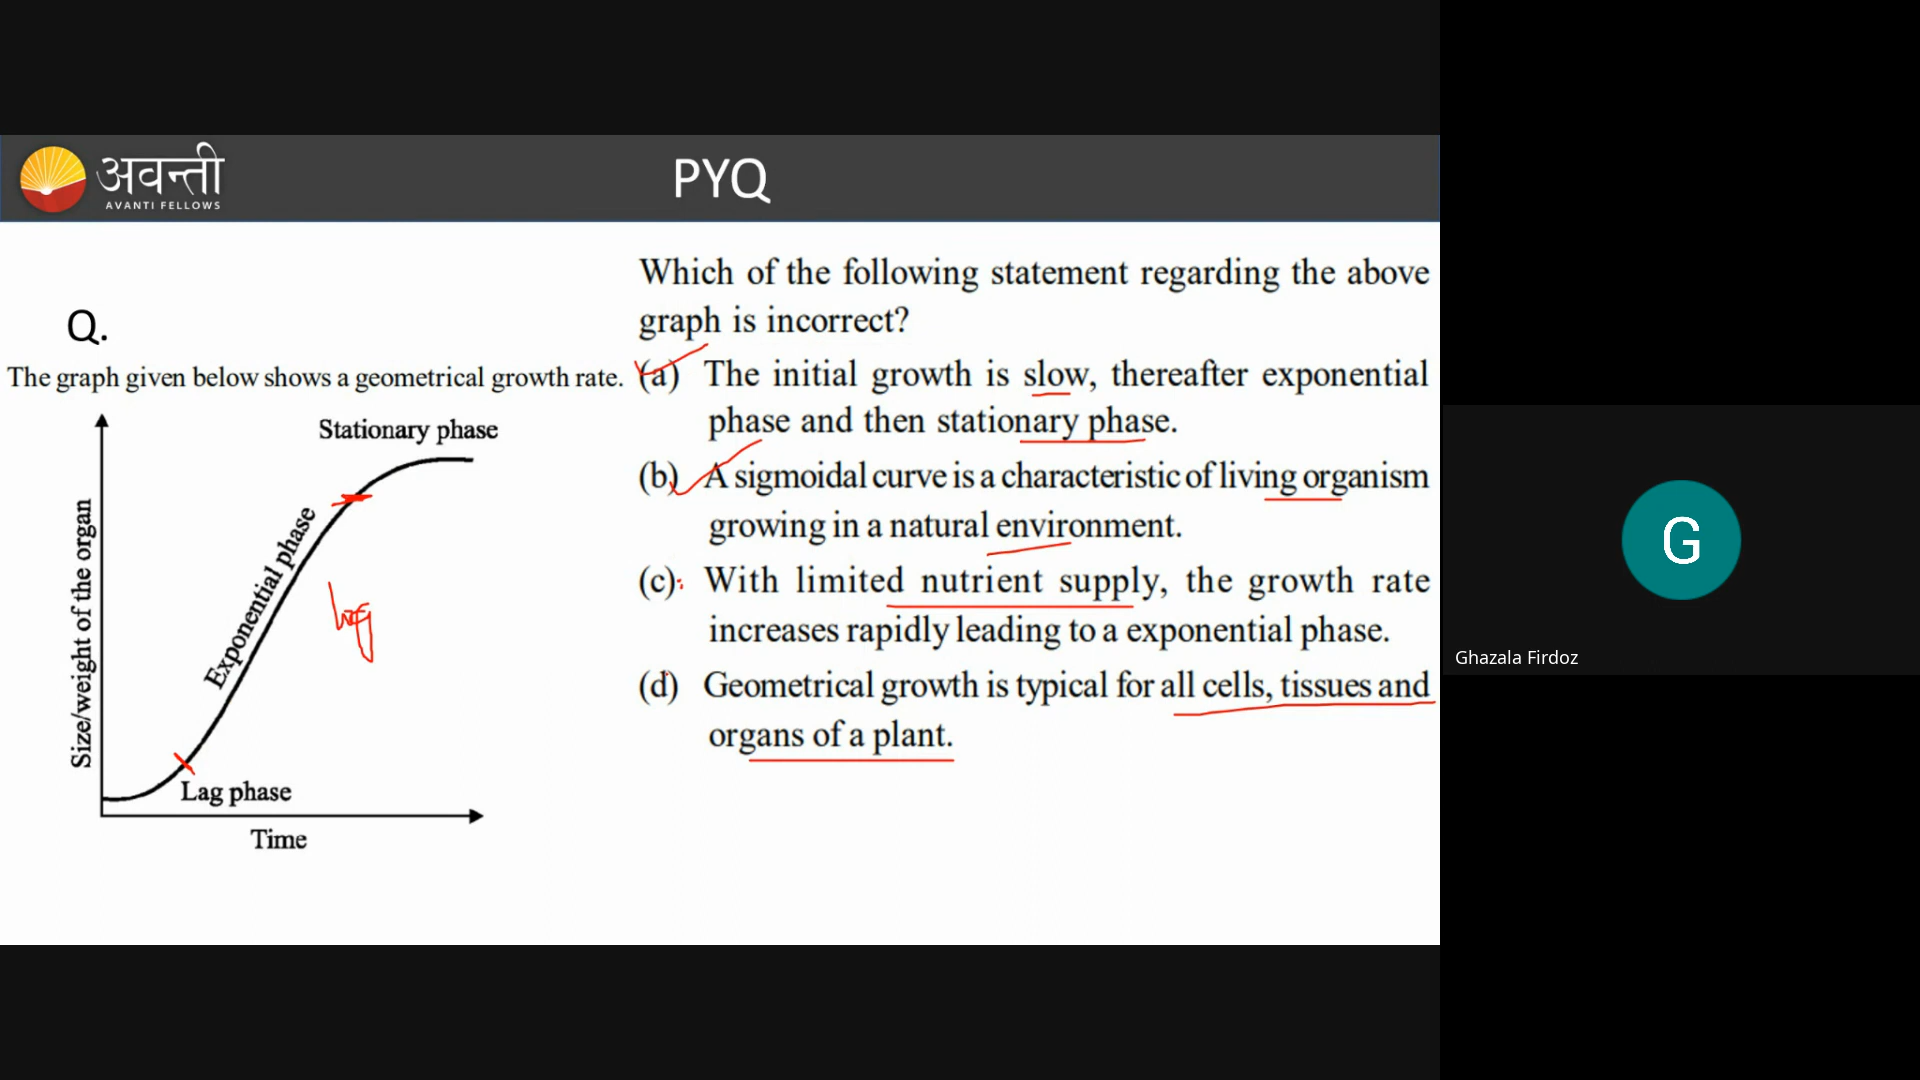 अवन्ती
AVANTI FELLOWS
PYQ
Q.
The graph given below shows a geometrical growth rate.
Stationary phase
Exponential phase
Size/weight of the organ
Lag phase
Time
log
Which of the following statement regarding the above
graph is incorrect?
(a) The initial growth is slow, thereafter exponential
phase and then stationary phase.
(b) A sigmoidal curve is a characteristic of living organism
growing in a natural environment.
(c) With limited nutrient supply, the growth rate
increases rapidly leading to a exponential phase.
(d) Geometrical growth is typical for all cells, tissues and
organs of a plant.
G
Ghazala Firdoz